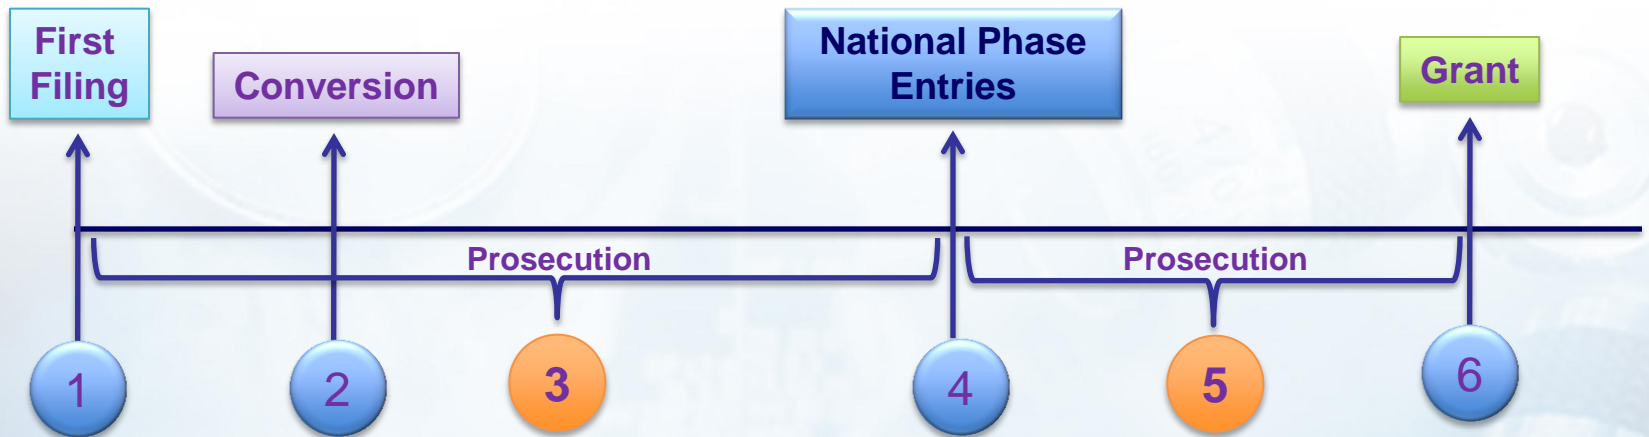 First
Filing
Conversion
National Phase
Entries
Grant
Prosecution
Prosecution
1
2
3
4
5
6